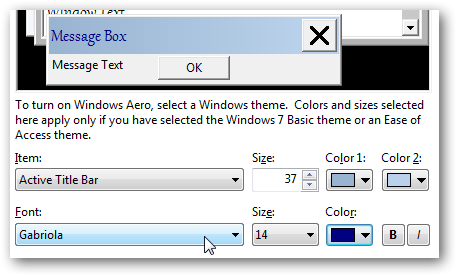 Window Text
Message Box
Message Text
OK
To turn on Windows Aero, select a Windows theme.  Colors and sizes selected
here apply only if you have selected the Windows 7 Basic theme or an Ease of
Access theme.
Item: Size: Color 1: Color 2:
Active Title Bar 37
Font: Size: Color:
Gabriola 14 B I